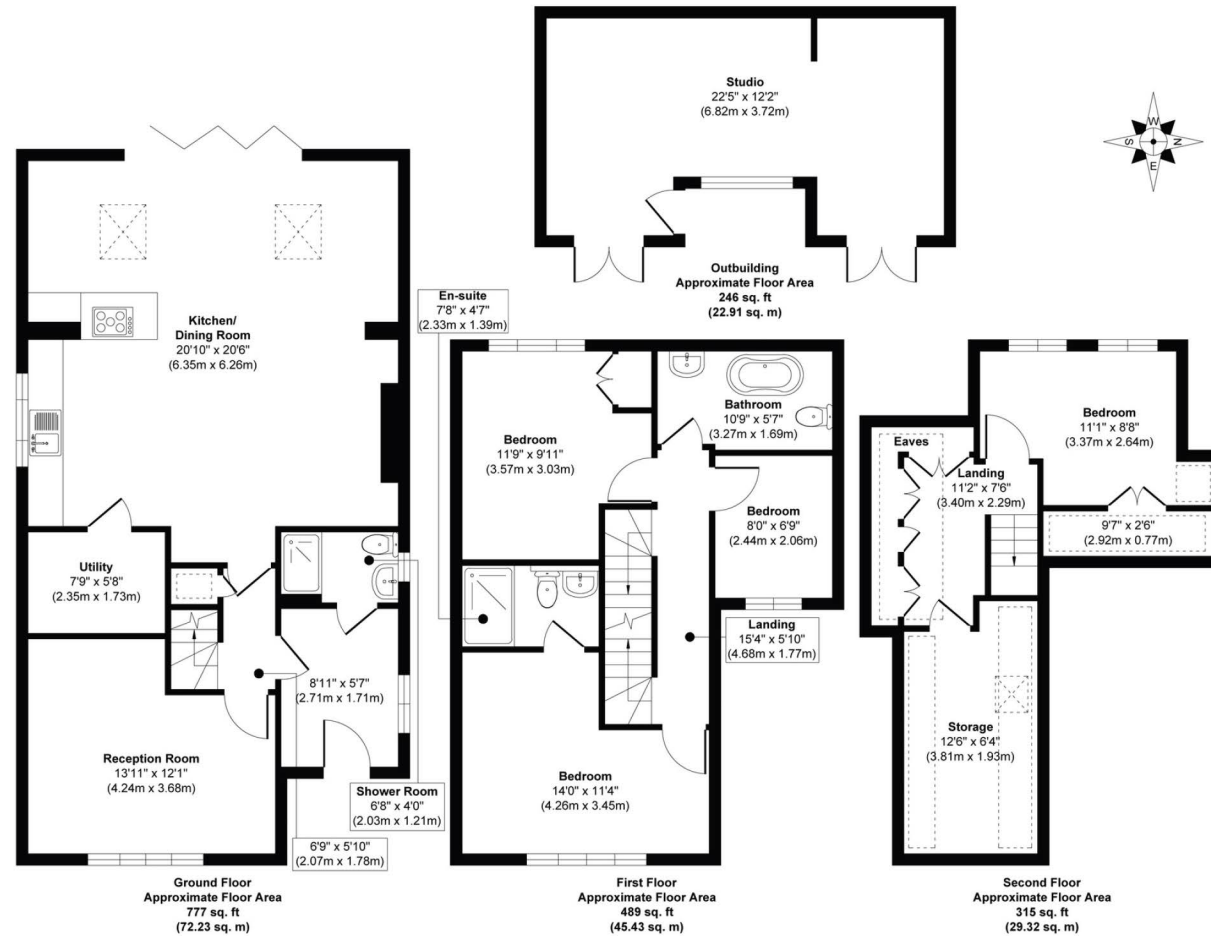 Studio
22'5" x 12'2"
(6.82m x 3.72m)
W
S
N
E
Outbuilding
Approximate Floor Area
246 sq. ft
(22.91 sq. m)
Kitchen/
Dining Room
20'10" x 20'6"
(6.35m x 6.26m)
Utility
7'9" x 5'8"
(2.35m x 1.73m)
Reception Room
13'11" x 12'1"
(4.24m x 3.68m)
8'11" x 5'7"
(2.71m x 1.71m)
Shower Room
6'8" x 4'0"
(2.03m x 1.21m)
6'9" x 5'10"
(2.07m x 1.78m)
Ground Floor
Approximate Floor Area
777 sq. ft
(72.23 sq. m)
En-suite
7'8" x 4'7"
(2.33m x 1.39m)
Bedroom
11'9" x 9'11"
(3.57m x 3.03m)
Bathroom
10'9" x 5'7"
(3.27m x 1.69m)
Bedroom
8'0" x 6'9"
(2.44m x 2.06m)
Landing
15'4" x 5'10"
(4.68m x 1.77m)
Bedroom
14'0" x 11'4"
(4.26m x 3.45m)
First Floor
Approximate Floor Area
489 sq. ft
(45.43 sq. m)
Bedroom
11'1" x 8'8"
(3.37m x 2.64m)
Eaves
Landing
11'2" x 7'6"
(3.40m x 2.29m)
9'7" x 2'6"
(2.92m x 0.77m)
Storage
12'6" x 6'4"
(3.81m x 1.93m)
Second Floor
Approximate Floor Area
315 sq. ft
(29.32 sq. m)